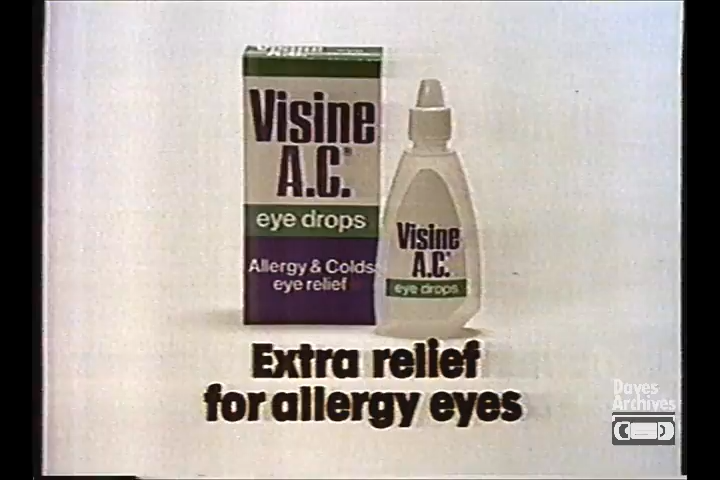 Visine
A.C.®
eye drops
Allergy & Colds
eye relief
Visine
A.C.®
eye drops
Extra relief
for allergy eyes
Daves
Archives